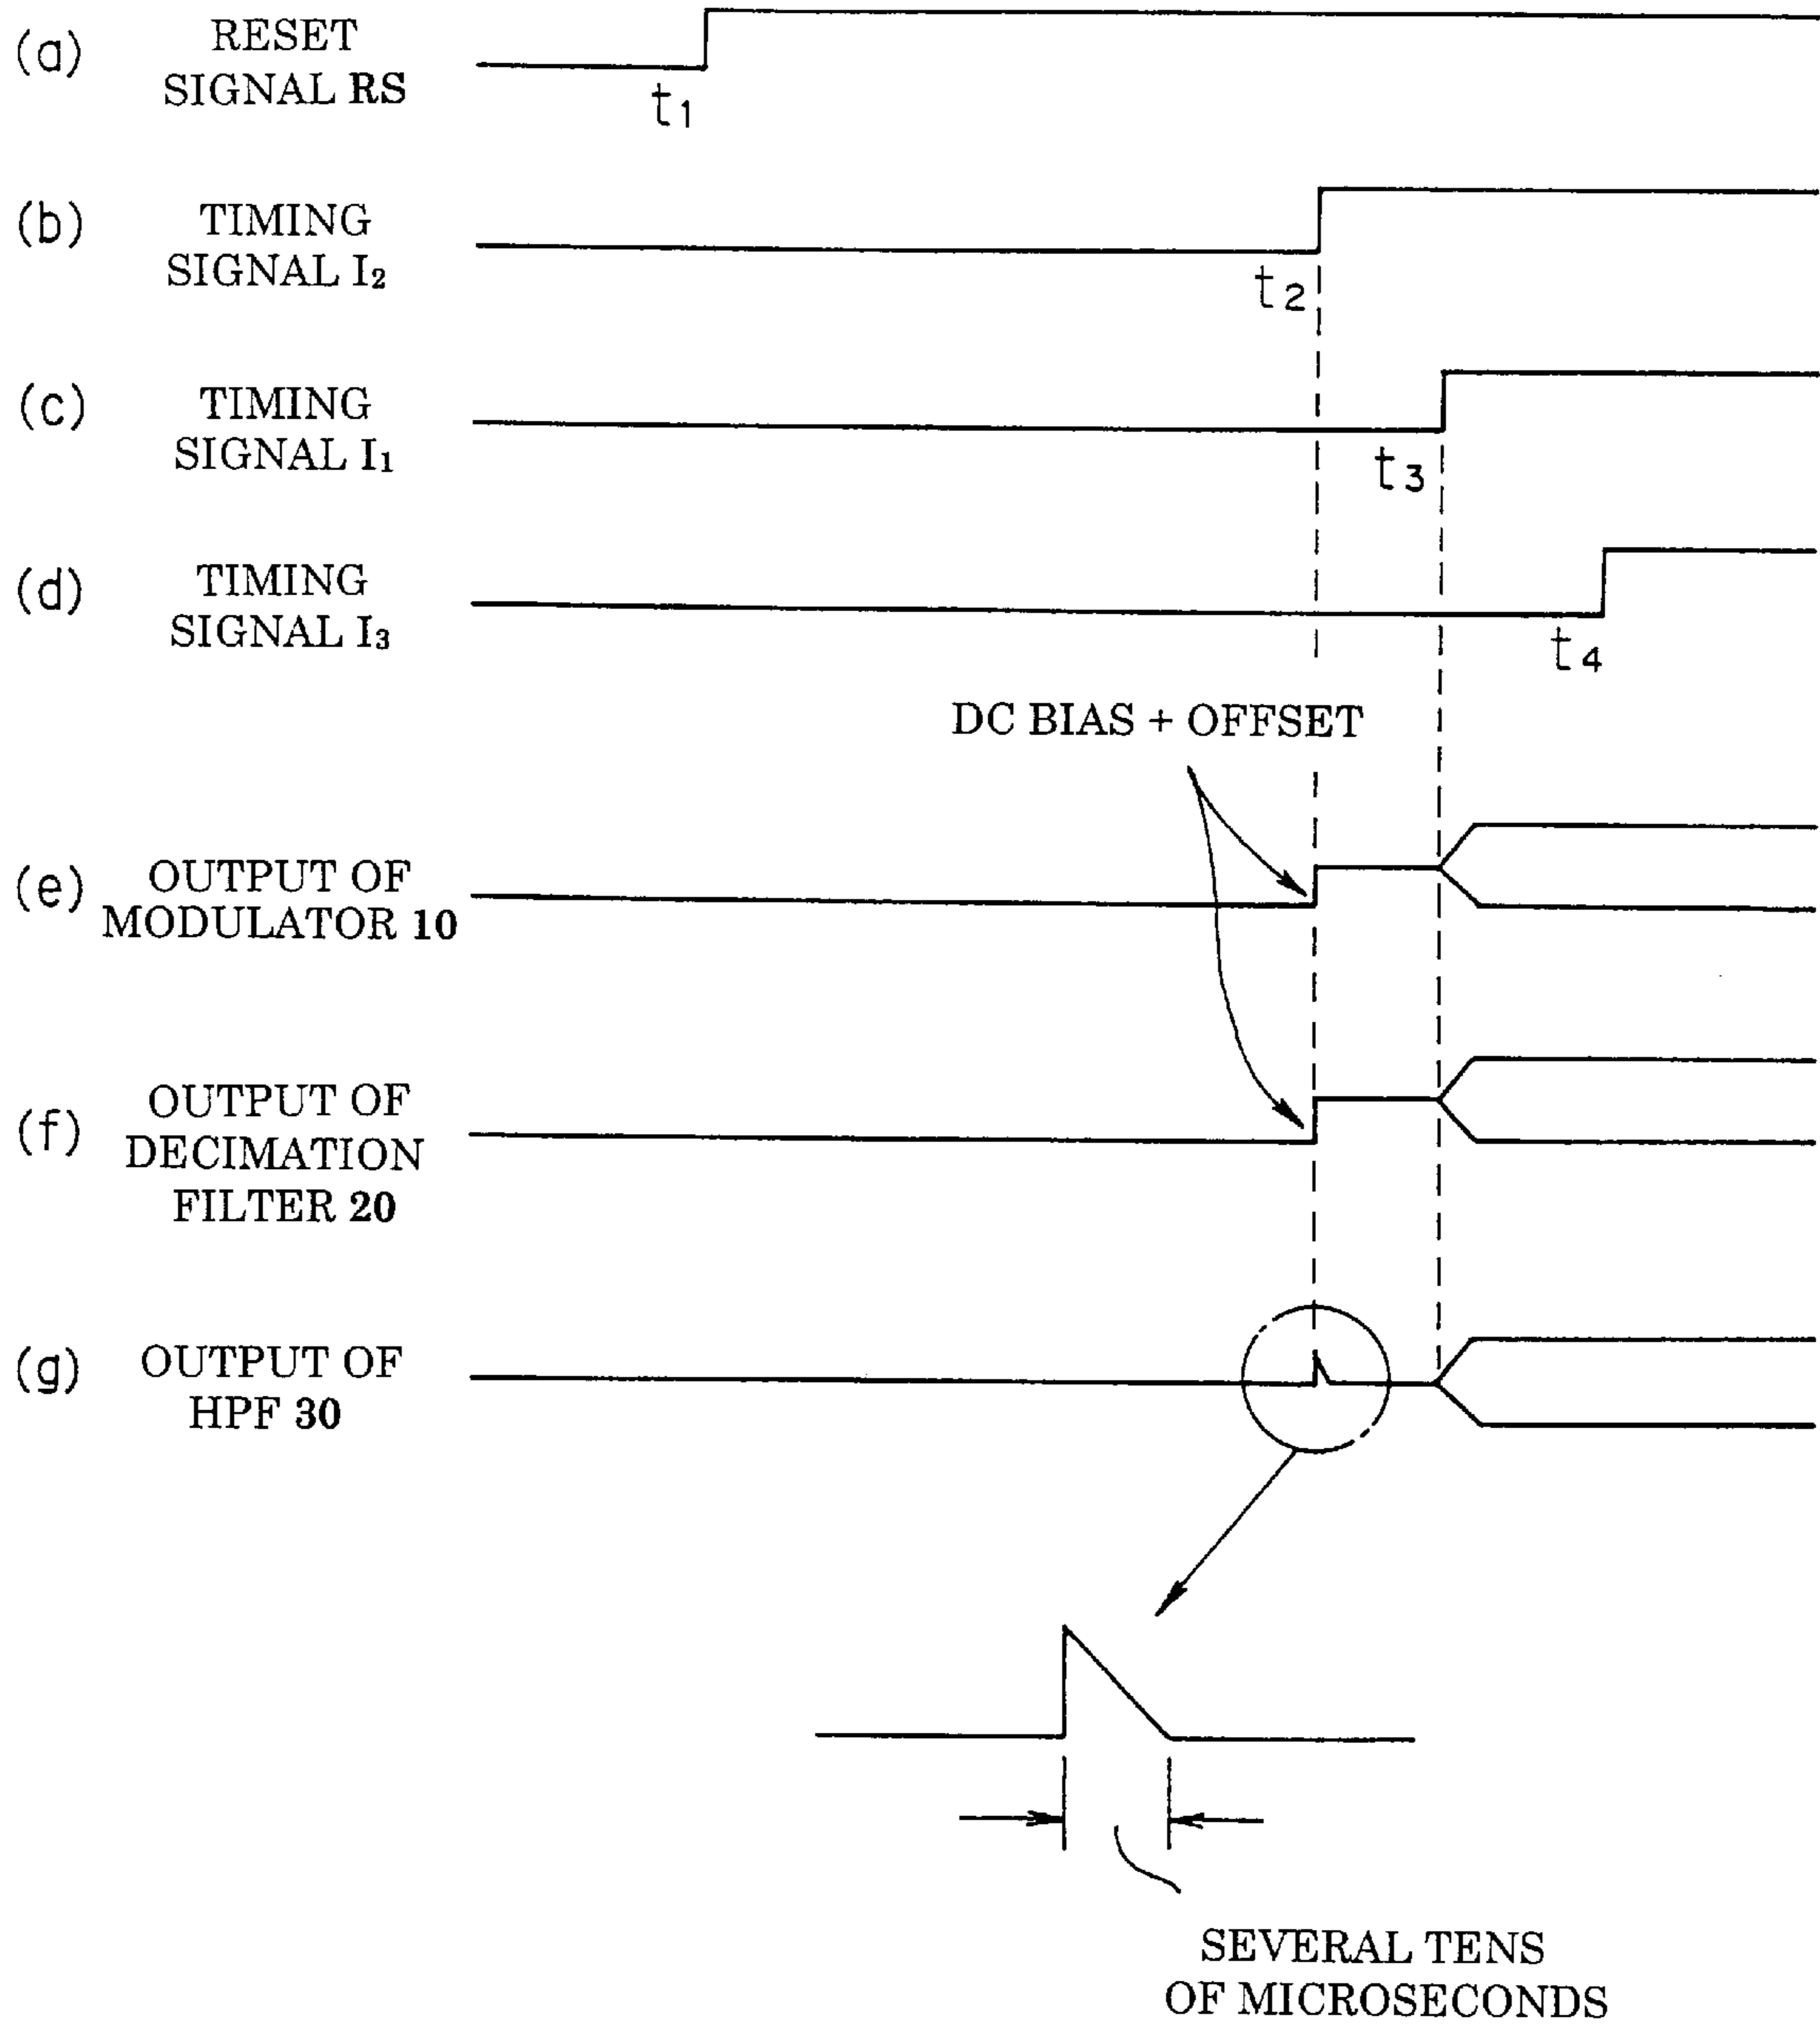 (a) RESET
SIGNAL RS
t1
(b) TIMING
SIGNAL I2
t2
(c) TIMING
SIGNAL I1
t3
(d) TIMING
SIGNAL I3
t4
DC BIAS + OFFSET
(e) OUTPUT OF
MODULATOR 10
(f) OUTPUT OF
DECIMATION
FILTER 20
(g) OUTPUT OF
HPF 30
SEVERAL TENS
OF MICROSECONDS